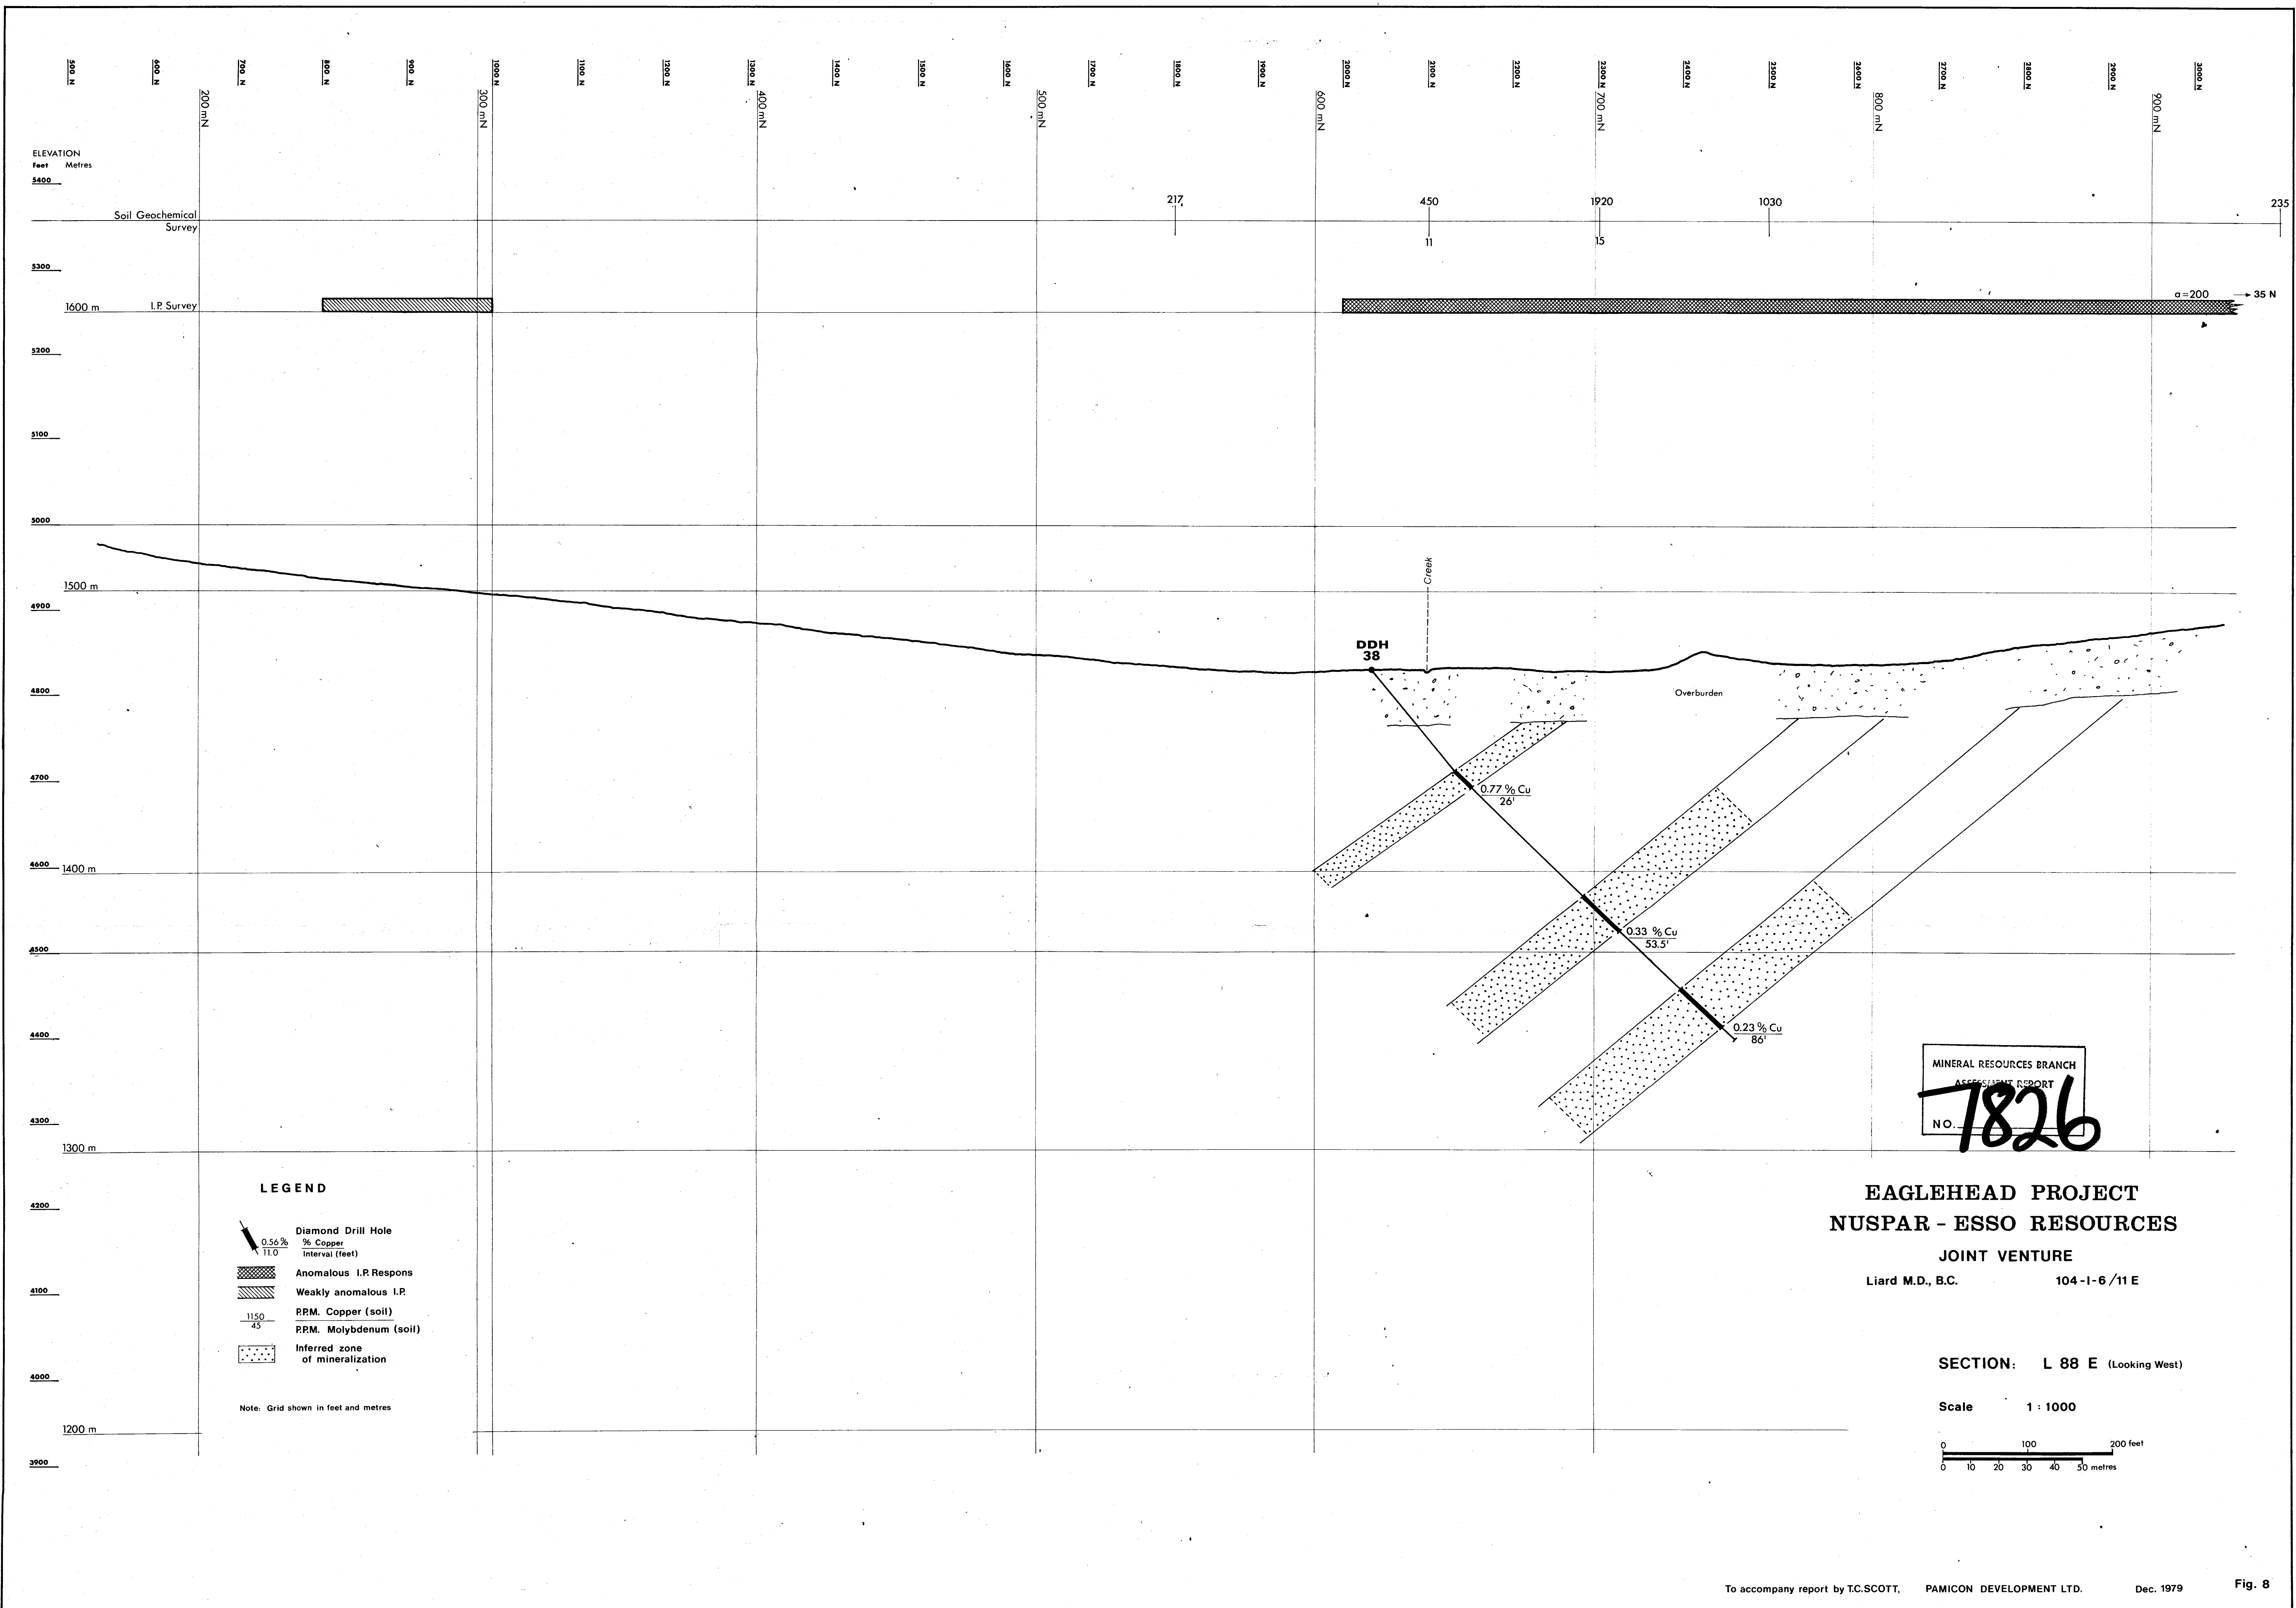 500 N 600 N 700 N 800 N 900 N 1000 N 1100 N 1200 N 1300 N 1400 N 1500 N 1600 N 1700 N 1800 N 1900 N 2000 N 2100 N 2200 N 2300 N 2400 N 2500 N 2600 N 2700 N 2800 N 2900 N 3000 N
200 mN 300 mN 400 mN 500 mN 600 mN 700 mN 800 mN 900 mN
ELEVATION
Feet Metres
5400
217 450 1920 1030 235
Soil Geochemical
Survey
11 15
5300
1600 m I.P. Survey
a=200 35 N
5200
5100
5000
Creek
1500 m
4900
DDH
38
4800
Overburden
4700
0.77 % Cu
26'
4600
1400 m
0.33 % Cu
53.5'
4500
0.23 % Cu
86'
4400
MINERAL RESOURCES BRANCH
ASSESSMENT REPORT
NO. 7826
4300
1300 m
LEGEND
4200
Diamond Drill Hole
0.56% % Copper
11.0 Interval (feet)
Anomalous I.P. Respons
Weakly anomalous I.P.
4100
1150 P.P.M. Copper (soil)
45 P.P.M. Molybdenum (soil)
Inferred zone
of mineralization
4000
Note: Grid shown in feet and metres
1200 m
3900
EAGLEHEAD PROJECT
NUSPAR - ESSO RESOURCES
JOINT VENTURE
Liard M.D., B.C. 104-I-6/11 E
SECTION: L 88 E (Looking West)
Scale 1 : 1000
0 100 200 feet
0 10 20 30 40 50 metres
To accompany report by T.C.SCOTT, PAMICON DEVELOPMENT LTD. Dec. 1979 Fig. 8